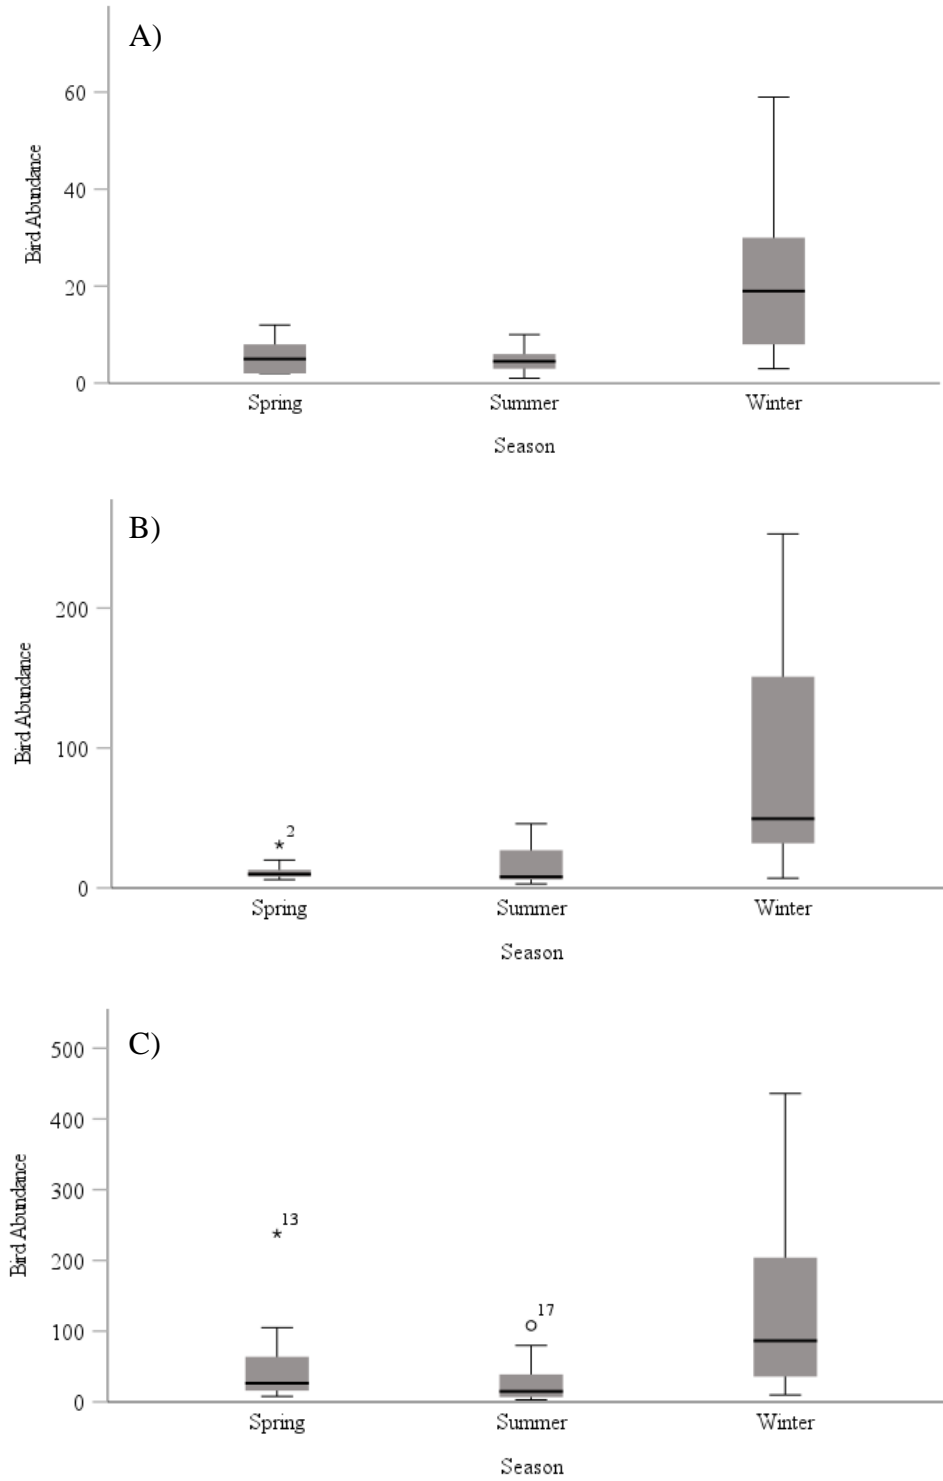 A)
Bird Abundance
60
40
20
0
Spring Summer Winter
Season
B)
Bird Abundance
200
100
0
* 2
Spring Summer Winter
Season
C)
Bird Abundance
500
400
300
200
100
0
* 13
17
Spring Summer Winter
Season